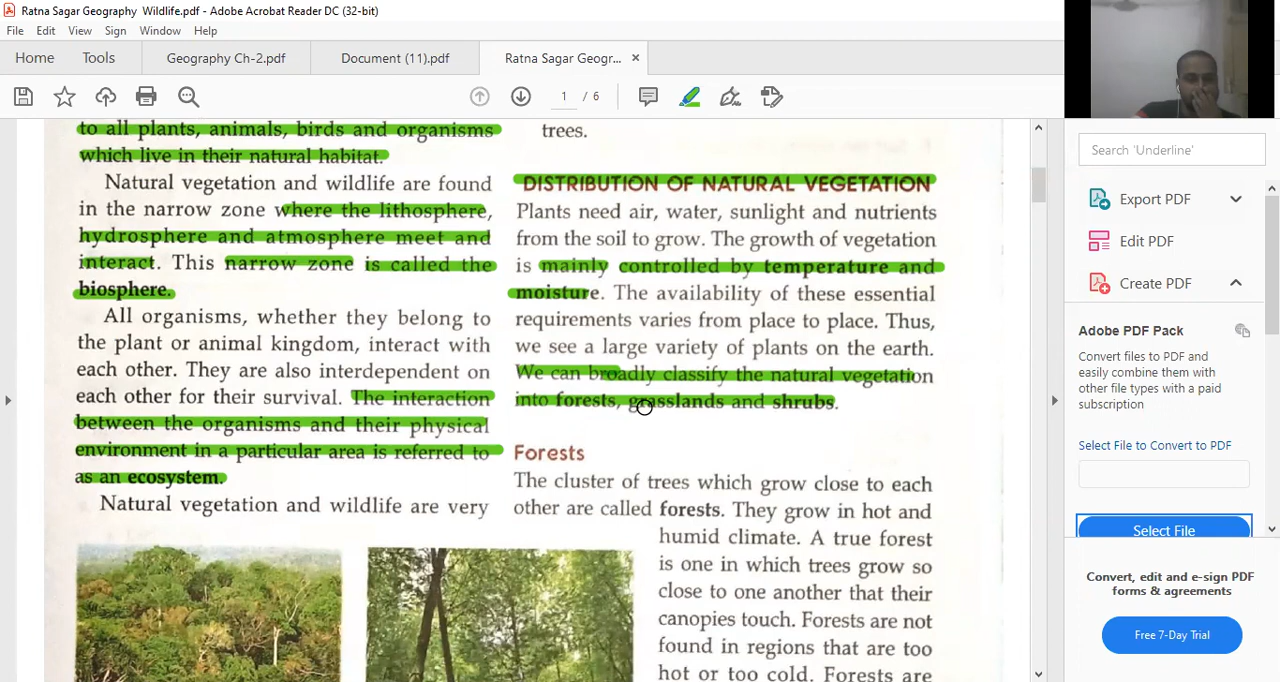 Ratna Sagar Geography Wildlife.pdf - Adobe Acrobat Reader DC (32-bit)
File Edit View Sign Window Help
Home Tools Geography Ch-2.pdf Document (11).pdf Ratna Sagar Geogr... ×
1 / 6
to all plants, animals, birds and organisms
which live in their natural habitat.
Natural vegetation and wildlife are found
in the narrow zone where the lithosphere,
hydrosphere and atmosphere meet and
interact. This narrow zone is called the
biosphere.
All organisms, whether they belong to
the plant or animal kingdom, interact with
each other. They are also interdependent on
each other for their survival. The interaction
between the organisms and their physical
environment in a particular area is referred to
as an ecosystem.
Natural vegetation and wildlife are very
trees.
DISTRIBUTION OF NATURAL VEGETATION
Plants need air, water, sunlight and nutrients
from the soil to grow. The growth of vegetation
is mainly controlled by temperature and
moisture. The availability of these essential
requirements varies from place to place. Thus,
we see a large variety of plants on the earth.
We can broadly classify the natural vegetation
into forests, grasslands and shrubs.
Forests
The cluster of trees which grow close to each
other are called forests. They grow in hot and
humid climate. A true forest
is one in which trees grow so
close to one another that their
canopies touch. Forests are not
found in regions that are too
hot or too cold. Forests are
Search 'Underline'
Export PDF
Edit PDF
Create PDF
Adobe PDF Pack
Convert files to PDF and
easily combine them with
other file types with a paid
subscription
Select File to Convert to PDF
Select File
Convert, edit and e-sign PDF
forms & agreements
Free 7-Day Trial